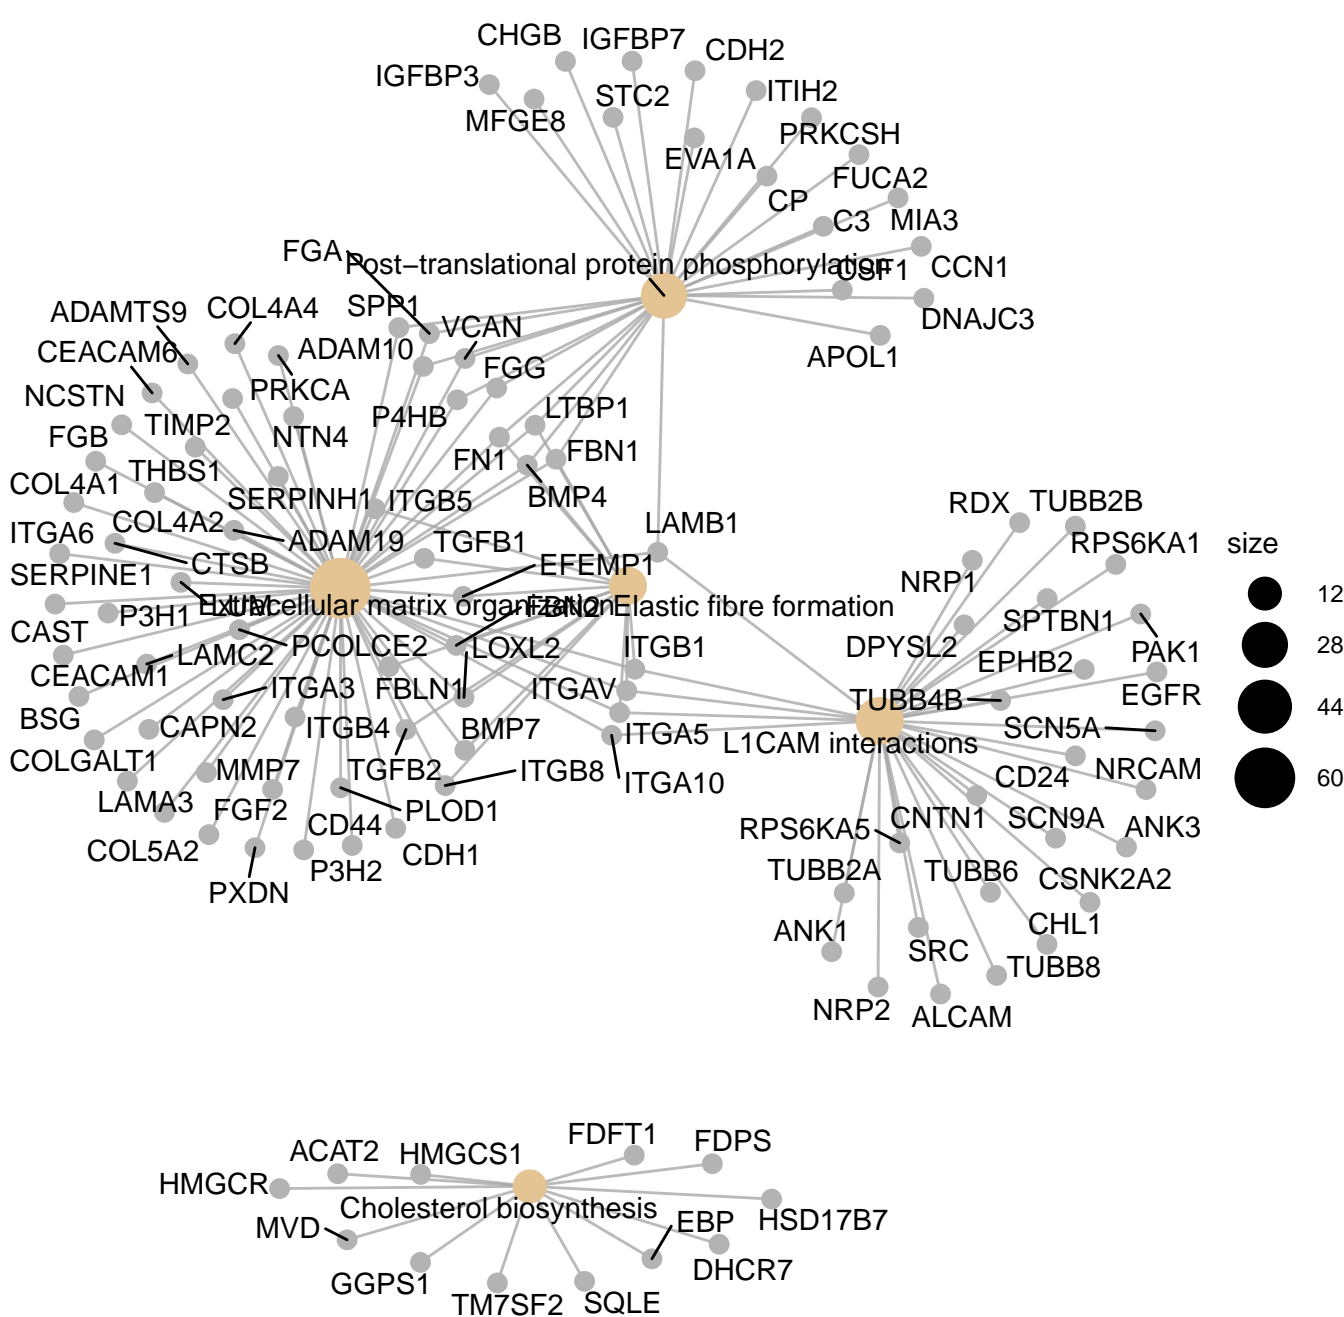 CHGB
IGFBP7
CDH2
IGFBP3
ITIH2
STC2
MFGE8
PRKCSH
EVA1A
FUCA2
CP
C3
MIA3
FGA
Post−translational protein phosphorylation
CSF1
CCN1
SPP1
COL4A4
ADAMTS9
VCAN
DNAJC3
CEACAM6
ADAM10
APOL1
FGG
NCSTN
PRKCA
P4HB
LTBP1
TIMP2
FGB
NTN4
FN1
FBN1
THBS1
COL4A1
SERPINH1
ITGB5
BMP4
RDX
TUBB2B
COL4A2
LAMB1
ITGA6
ADAM19
TGFB1
RPS6KA1
size
CTSB
EFEMP1
SERPINE1
NRP1
12
LUM
Extracellular matrix organization
FBN2
Elastic fibre formation
P3H1
SPTBN1
CAST
PCOLCE2
LOXL2
ITGB1
DPYSL2
28
LAMC2
EPHB2
PAK1
CEACAM1
ITGA3
FBLN1
ITGAV
TUBB4B
EGFR
44
BSG
CAPN2
ITGB4
BMP7
ITGA5
L1CAM interactions
SCN5A
COLGALT1
MMP7
TGFB2
ITGB8
ITGA10
CD24
NRCAM
60
LAMA3
FGF2
CD44
PLOD1
RPS6KA5
CNTN1
SCN9A
ANK3
COL5A2
P3H2
CDH1
TUBB2A
TUBB6
CSNK2A2
PXDN
ANK1
CHL1
SRC
TUBB8
NRP2
ALCAM
FDFT1
FDPS
ACAT2
HMGCS1
HMGCR
Cholesterol biosynthesis
MVD
EBP
HSD17B7
GGPS1
DHCR7
TM7SF2
SQLE